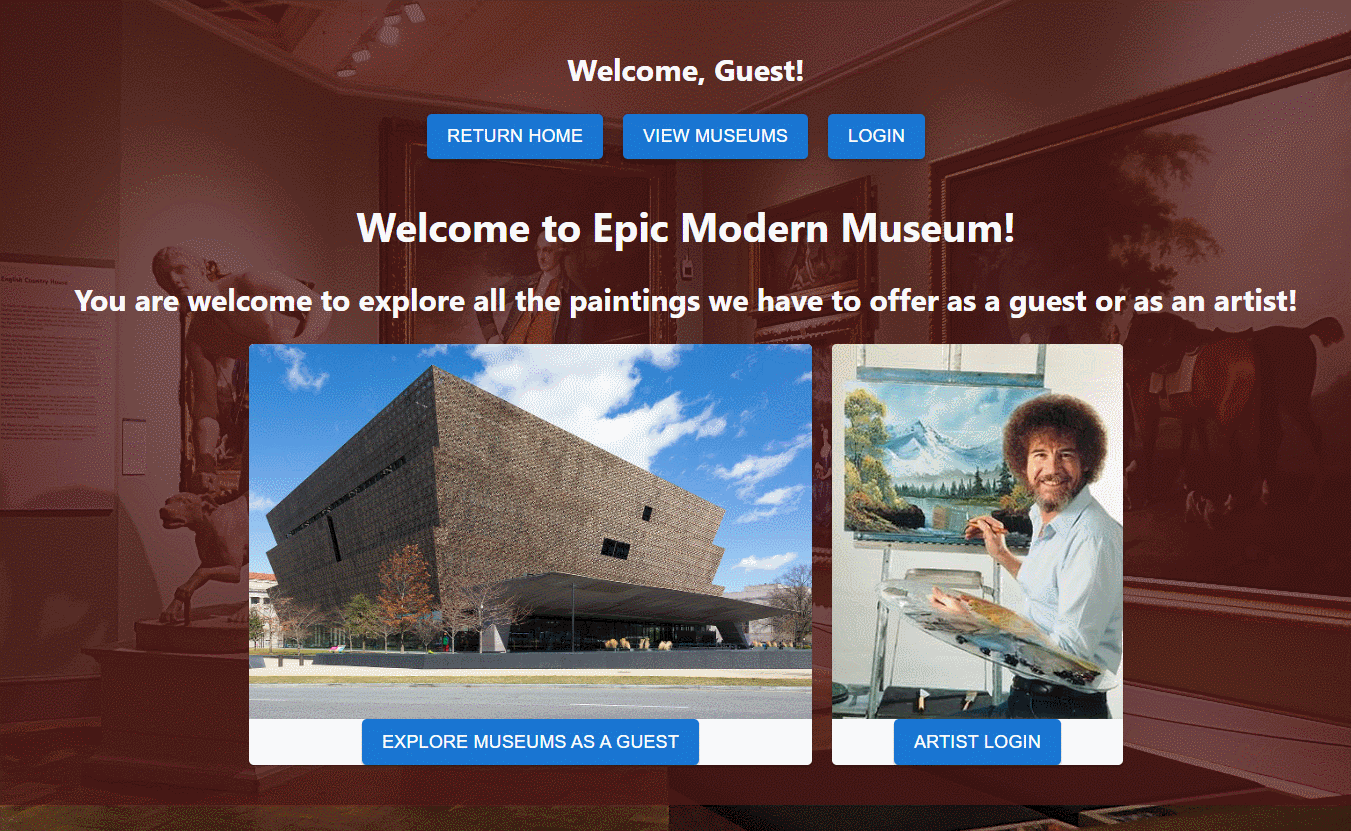 Welcome, Guest!
RETURN HOME
VIEW MUSEUMS
LOGIN
Welcome to Epic Modern Museum!
English Country House
You are welcome to explore all the paintings we have to offer as a guest or as an artist!
EXPLORE MUSEUMS AS A GUEST
ARTIST LOGIN